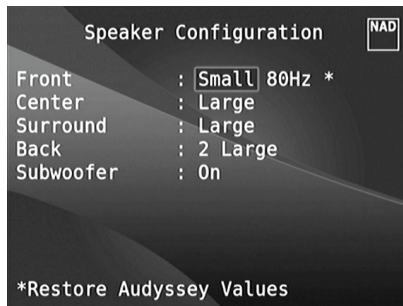 Speaker Configuration
NAD
Front : Small 80Hz *
Center : Large
Surround : Large
Back : 2 Large
Subwoofer : On
*Restore Audyssey Values